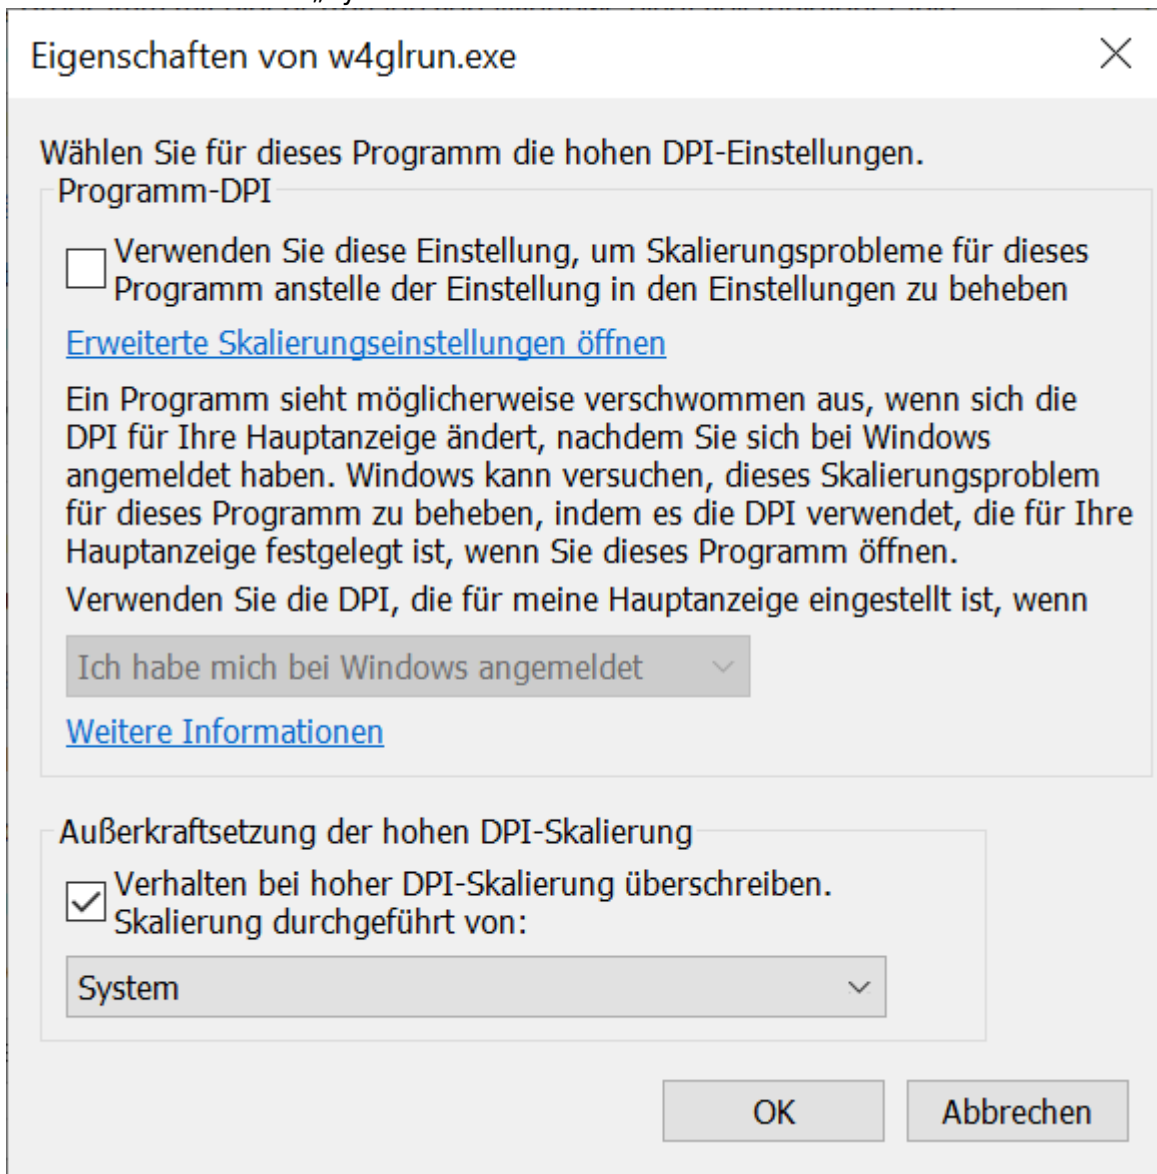 Eigenschaften von w4glrun.exe
Wählen Sie für dieses Programm die hohen DPI-Einstellungen.
Programm-DPI
Verwenden Sie diese Einstellung, um Skalierungsprobleme für dieses
Programm anstelle der Einstellung in den Einstellungen zu beheben
Erweiterte Skalierungseinstellungen öffnen
Ein Programm sieht möglicherweise verschwommen aus, wenn sich die
DPI für Ihre Hauptanzeige ändert, nachdem Sie sich bei Windows
angemeldet haben. Windows kann versuchen, dieses Skalierungsproblem
für dieses Programm zu beheben, indem es die DPI verwendet, die für Ihre
Hauptanzeige festgelegt ist, wenn Sie dieses Programm öffnen.
Verwenden Sie die DPI, die für meine Hauptanzeige eingestellt ist, wenn
Ich habe mich bei Windows angemeldet
Weitere Informationen
Außerkraftsetzung der hohen DPI-Skalierung
Verhalten bei hoher DPI-Skalierung überschreiben.
Skalierung durchgeführt von:
System
OK
Abbrechen